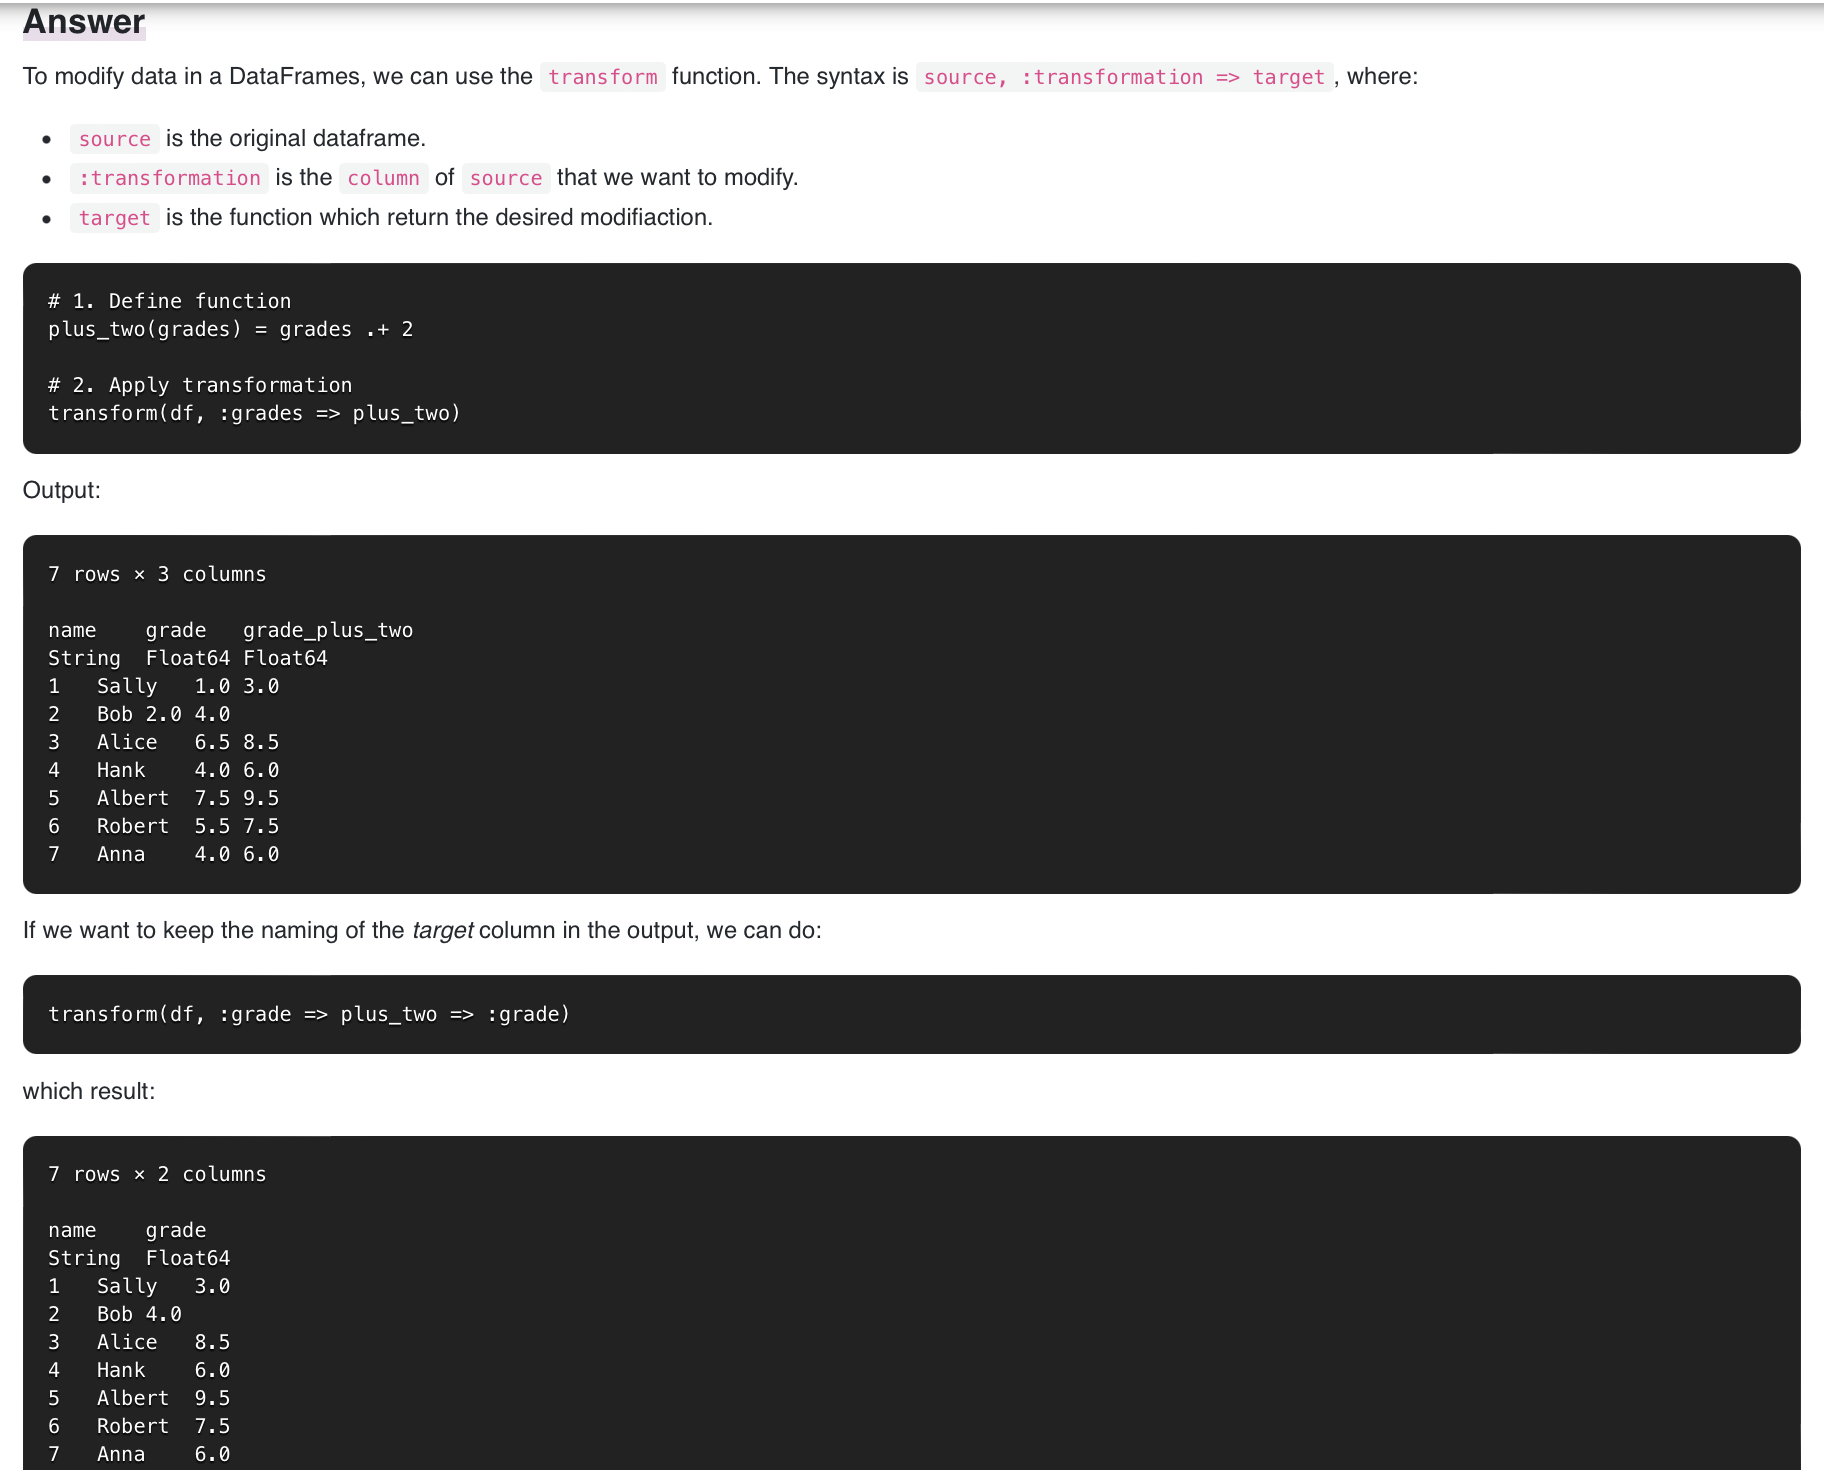 Answer
To modify data in a DataFrames, we can use the transform function. The syntax is source, :transformation => target, where:
• source is the original dataframe.
• :transformation is the column of source that we want to modify.
• target is the function which return the desired modifiaction.
# 1. Define function
plus_two(grades) = grades .+ 2
# 2. Apply transformation
transform(df, :grades => plus_two)
Output:
7 rows × 3 columns
name    grade   grade_plus_two
String  Float64 Float64
1   Sally   1.0 3.0
2   Bob 2.0 4.0
3   Alice   6.5 8.5
4   Hank    4.0 6.0
5   Albert  7.5 9.5
6   Robert  5.5 7.5
7   Anna    4.0 6.0
If we want to keep the naming of the target column in the output, we can do:
transform(df, :grade => plus_two => :grade)
which result:
7 rows × 2 columns
name    grade
String  Float64
1   Sally   3.0
2   Bob 4.0
3   Alice   8.5
4   Hank    6.0
5   Albert  9.5
6   Robert  7.5
7   Anna    6.0